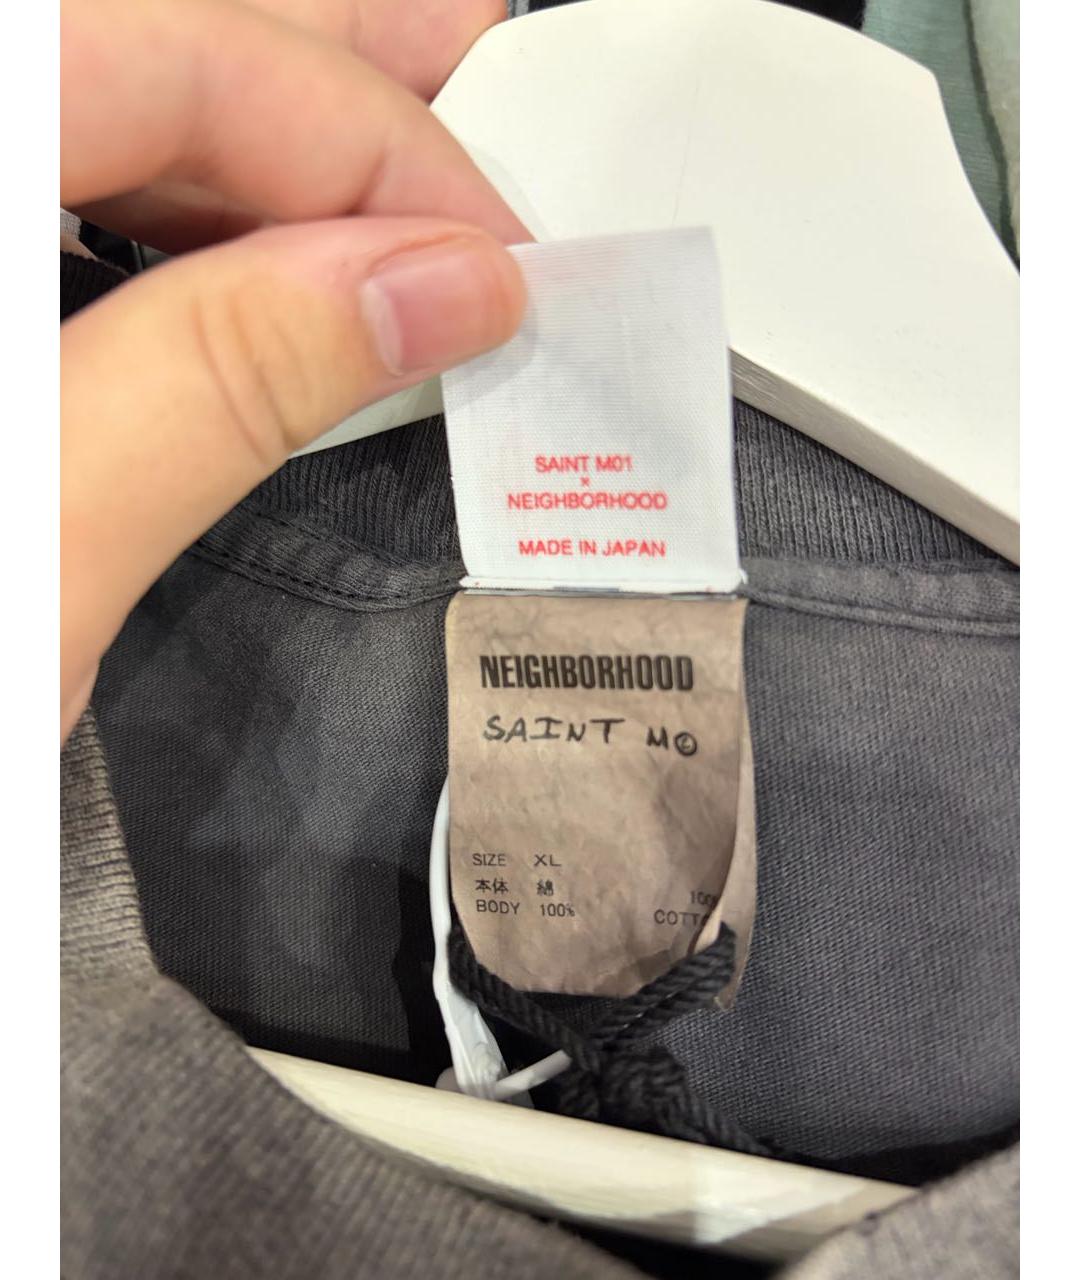 SAINT M01
×
NEIGHBORHOOD
MADE IN JAPAN
NEIGHBORHOOD
SAINT M©
SIZE XL
本体 綿
BODY 100%